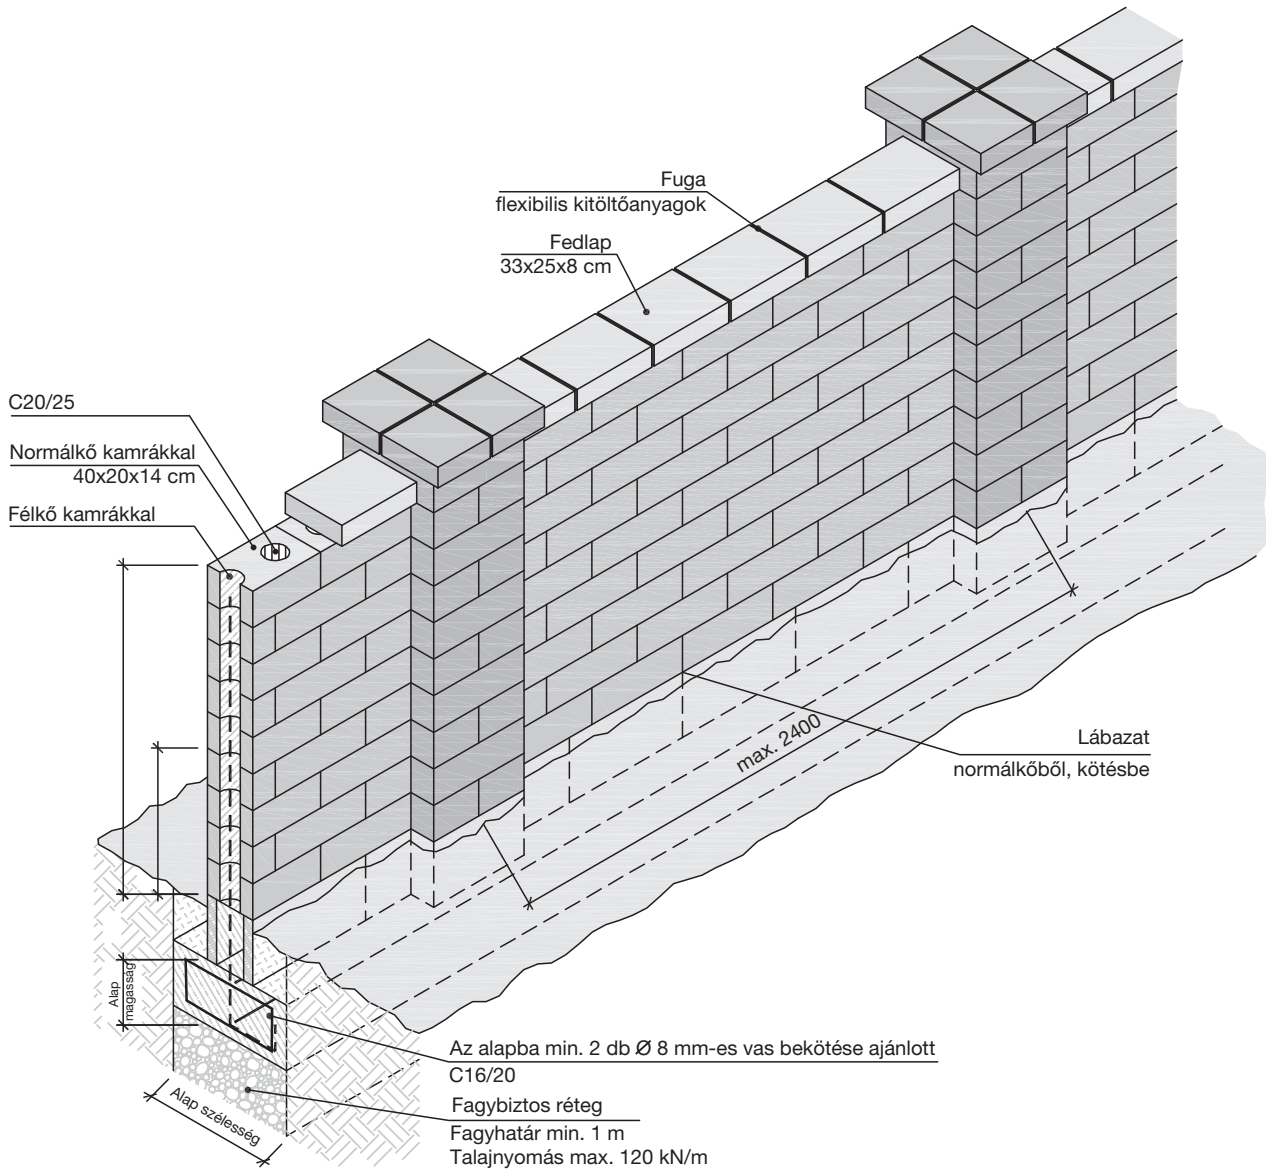 Fuga
flexibilis kitöltőanyagok
Fedlap
33x25x8 cm
C20/25
Normálkő kamrákkal
40x20x14 cm
Félkő kamrákkal
max. 2400
Lábazat
normálkőből, kötésbe
Alap
magasság
Az alapba min. 2 db Ø 8 mm-es vas bekötése ajánlott
C16/20
Fagybiztos réteg
Fagyhatár min. 1 m
Talajnyomás max. 120 kN/m
Alap szélesség